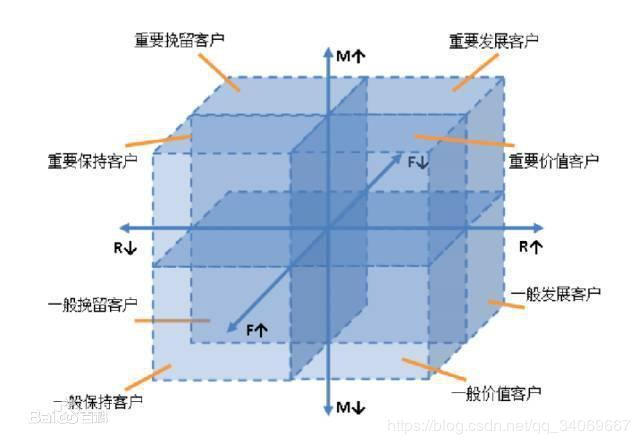 重要挽留客户
M↑
重要发展客户
重要保持客户
F↓
重要价值客户
R↓
R↑
一般挽留客户
F↑
一般发展客户
一般保持客户
M↓
一般价值客户
Bai百科
https://blog.csdn.net/qq_34069667